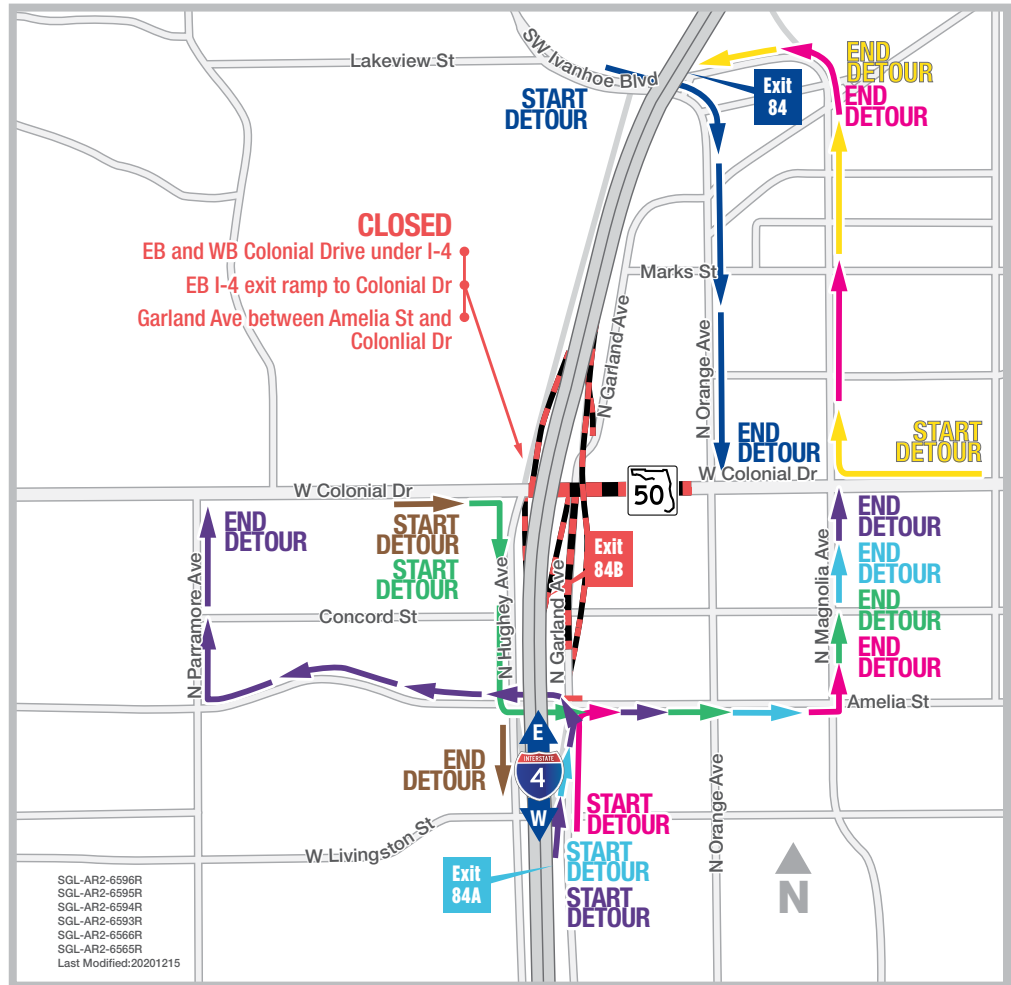 Lakeview St
SW Ivanhoe Blvd
START
DETOUR
Exit
84
END
DETOUR
END
DETOUR
CLOSED
EB and WB Colonial Drive under I-4
EB I-4 exit ramp to Colonial Dr
Garland Ave between Amelia St and
Colonlial Dr
Marks St
N Garland Ave
N Orange Ave
END
DETOUR
START
DETOUR
W Colonial Dr
W Colonial Dr
50
END
DETOUR
START
DETOUR
START
DETOUR
Exit
84B
END
DETOUR
END
DETOUR
END
DETOUR
END
DETOUR
N Parramore Ave
Concord St
N Hughey Ave
N Garland Ave
N Magnolia Ave
Amelia St
END
DETOUR
E
INTERSTATE
4
W
START
DETOUR
START
DETOUR
START
DETOUR
N Orange Ave
W Livingston St
Exit
84A
N
SGL-AR2-6596R
SGL-AR2-6595R
SGL-AR2-6594R
SGL-AR2-6593R
SGL-AR2-6566R
SGL-AR2-6565R
Last Modified:20201215